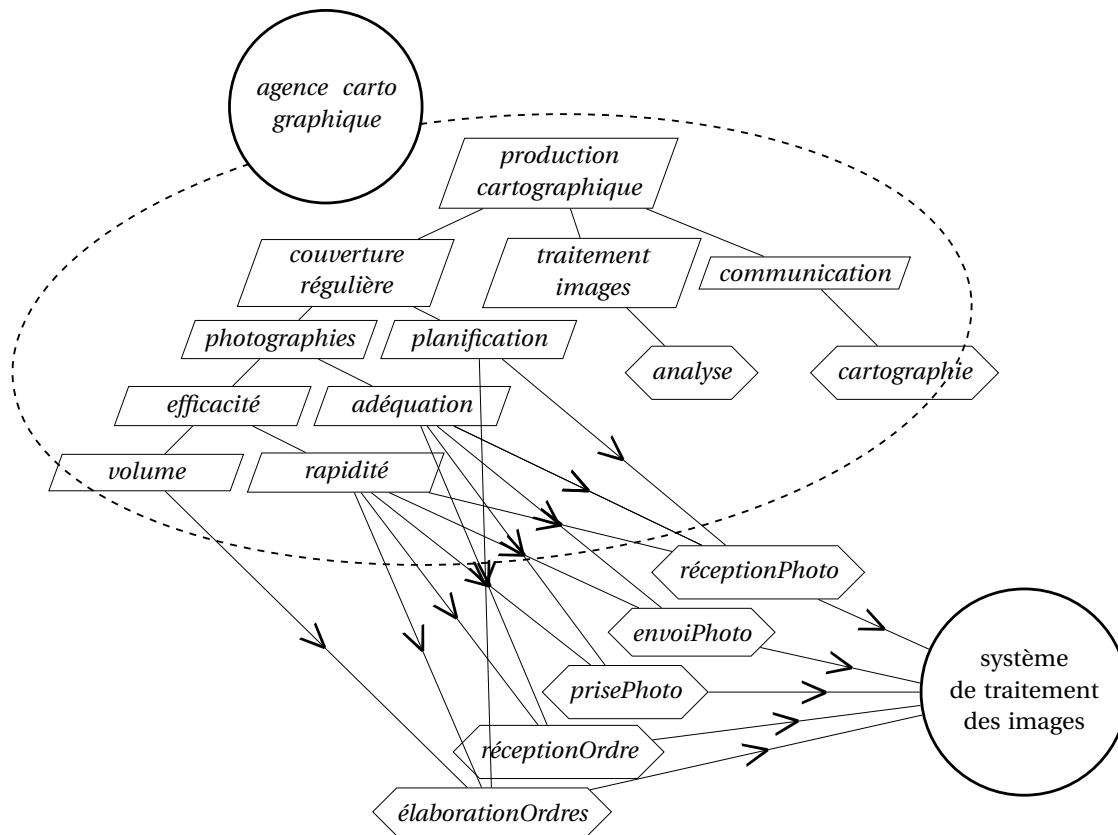 agence carto
graphique
production
cartographique
couverture
régulière
traitement
images
communication
photographies
planification
analyse
cartographie
efficacité
adéquation
volume
rapidité
réceptionPhoto
envoiPhoto
prisePhoto
système
de traitement
des images
réceptionOrdre
élaborationOrdres